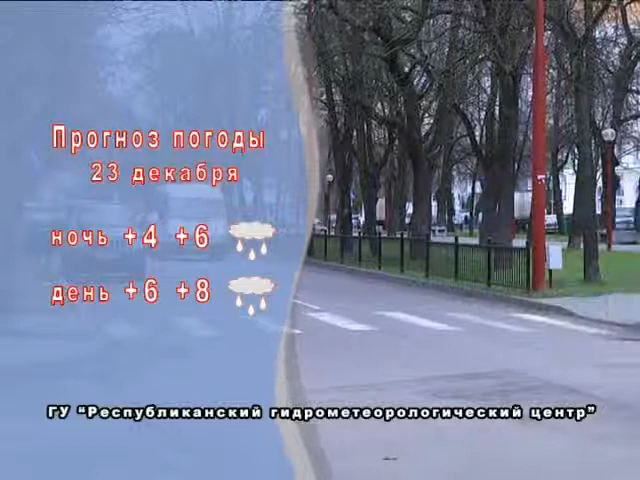 Прогноз погоды
23 декабря
ночь +4 +6
день +6 +8
ГУ "Республиканский гидрометеорологический центр"